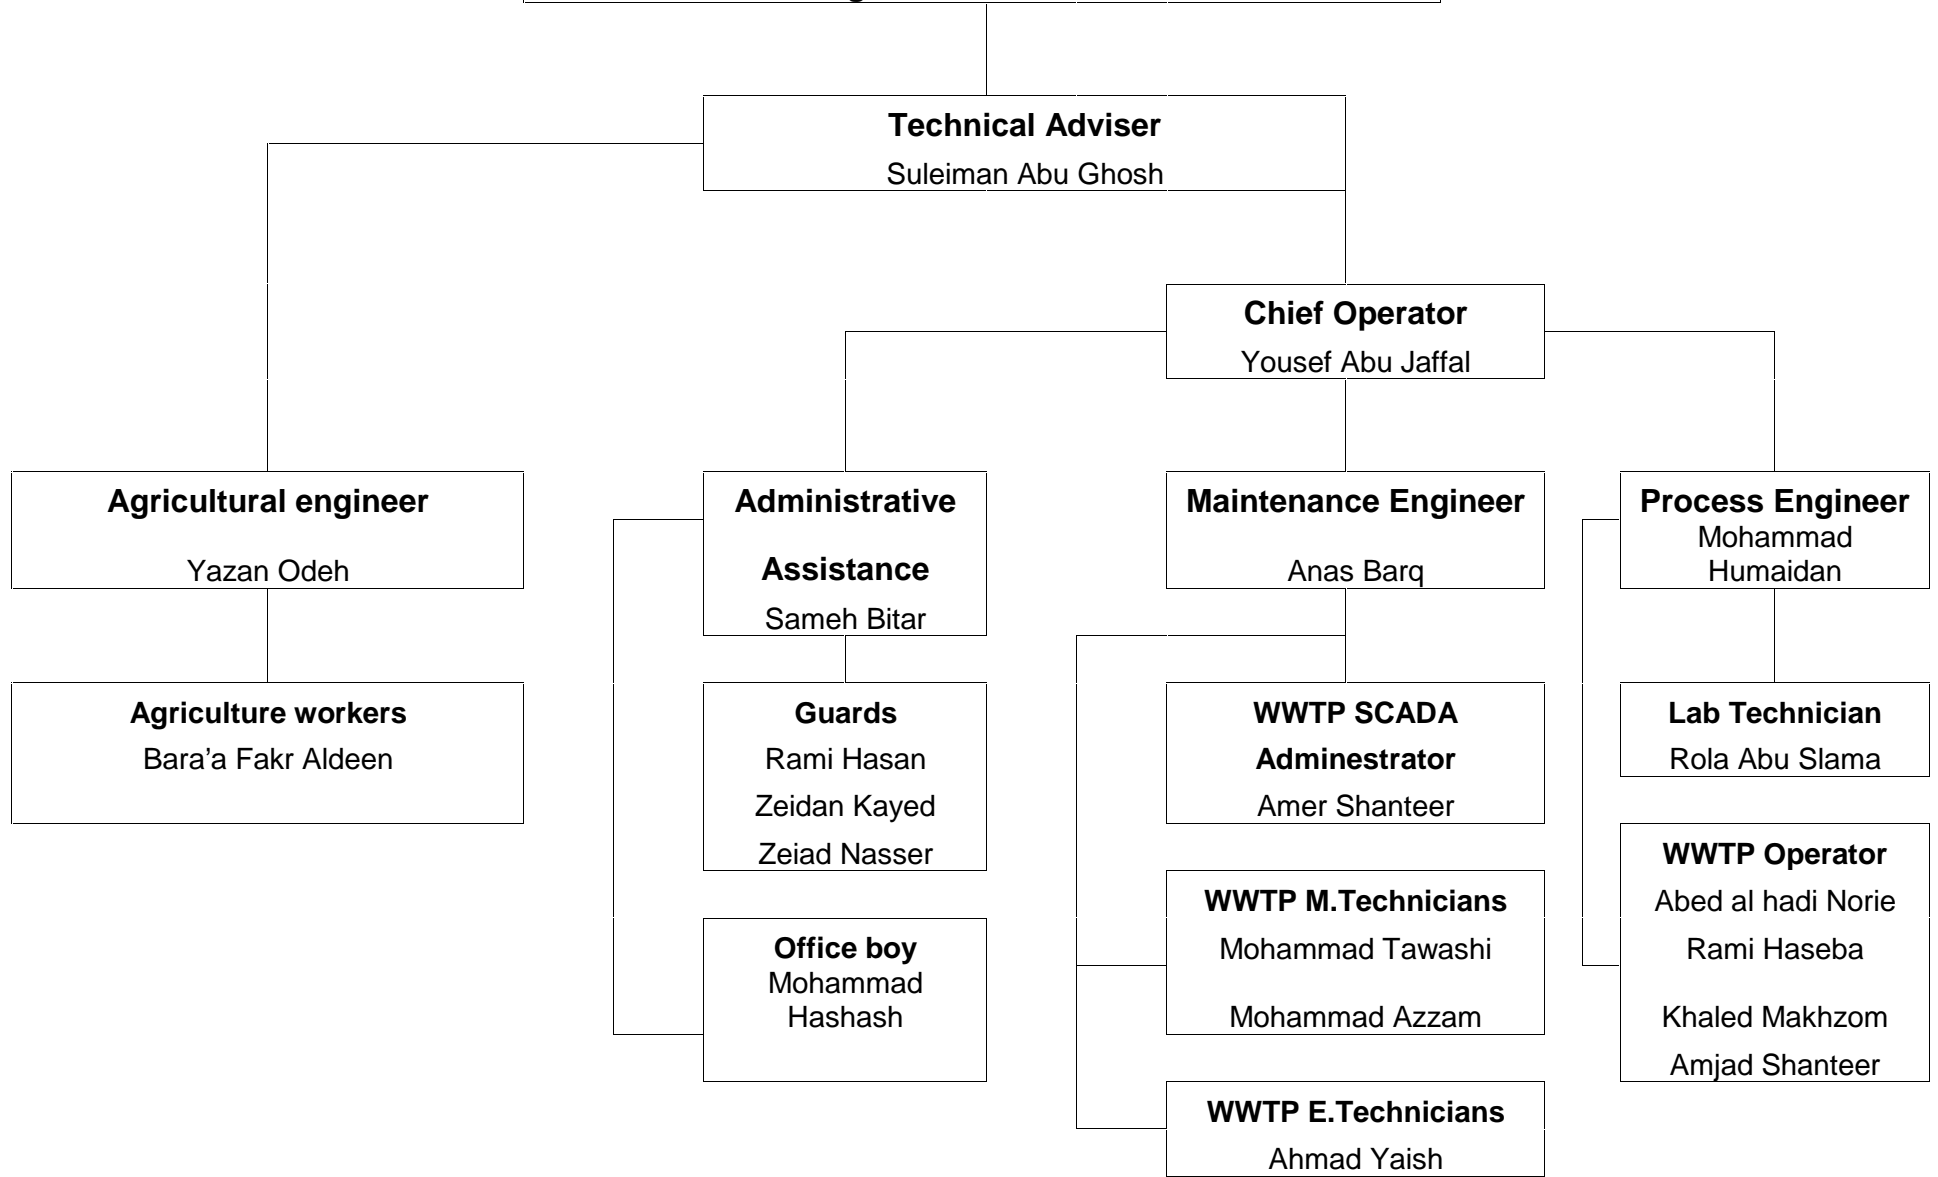 Technical Adviser
Suleiman Abu Ghosh
Chief Operator
Yousef Abu Jaffal
Agricultural engineer
Yazan Odeh
Administrative
Assistance
Sameh Bitar
Maintenance Engineer
Anas Barq
Process Engineer
Mohammad
Humaidan
Agriculture workers
Bara’a Fakr Aldeen
Guards
Rami Hasan
Zeidan Kayed
Zeiad Nasser
WWTP SCADA
Adminestrator
Amer Shanteer
Lab Technician
Rola Abu Slama
Office boy
Mohammad
Hashash
WWTP M.Technicians
Mohammad Tawashi
Mohammad Azzam
WWTP Operator
Abed al hadi Norie
Rami Haseba
Khaled Makhzom
Amjad Shanteer
WWTP E.Technicians
Ahmad Yaish